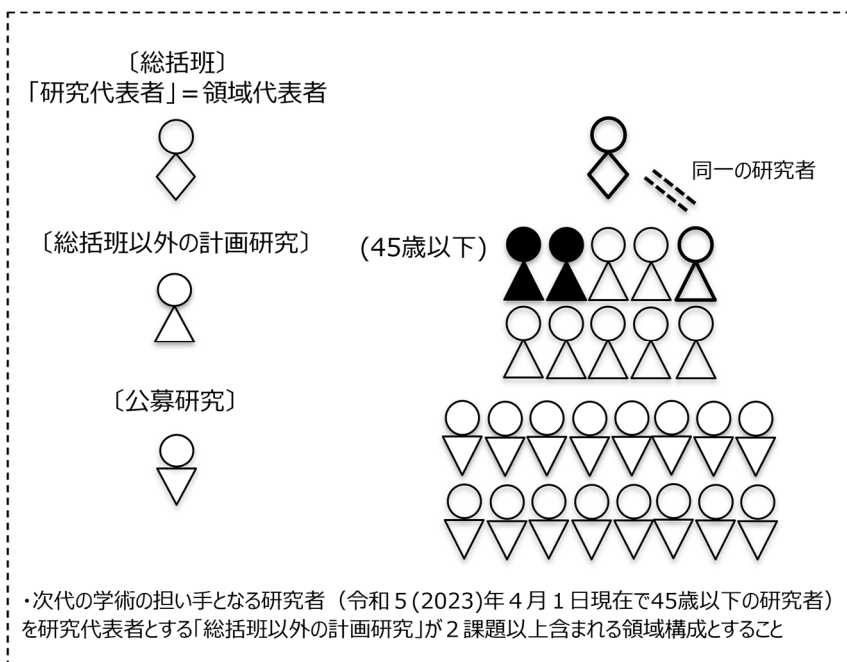 〔総括班〕
「研究代表者」＝領域代表者
同一の研究者
〔総括班以外の計画研究〕
(45歳以下)
〔公募研究〕
・次代の学術の担い手となる研究者（令和５(2023)年４月１日現在で45歳以下の研究者）
を研究代表者とする「総括班以外の計画研究」が２課題以上含まれる領域構成とすること